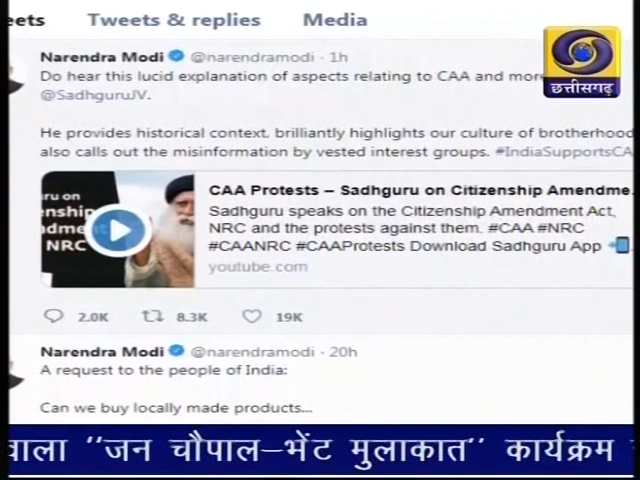 eets Tweets & replies Media
Narendra Modi @narendramodi · 1h
Do hear this lucid explanation of aspects relating to CAA and more
@SadhguruJV.
छत्तीसगढ़
He provides historical context, brilliantly highlights our culture of brotherhood
also calls out the misinformation by vested interest groups. #IndiaSupportsCA
CAA Protests – Sadhguru on Citizenship Amendme...
Sadhguru speaks on the Citizenship Amendment Act,
NRC and the protests against them. #CAA #NRC
#CAANRC #CAAProtests Download Sadhguru App
youtube.com
uru on
enship
dment
NRC
2.0K 8.3K 19K
Narendra Modi @narendramodi · 20h
A request to the people of India:
Can we buy locally made products...
वाला "जन चौपाल–भेंट मुलाकात" कार्यक्रम